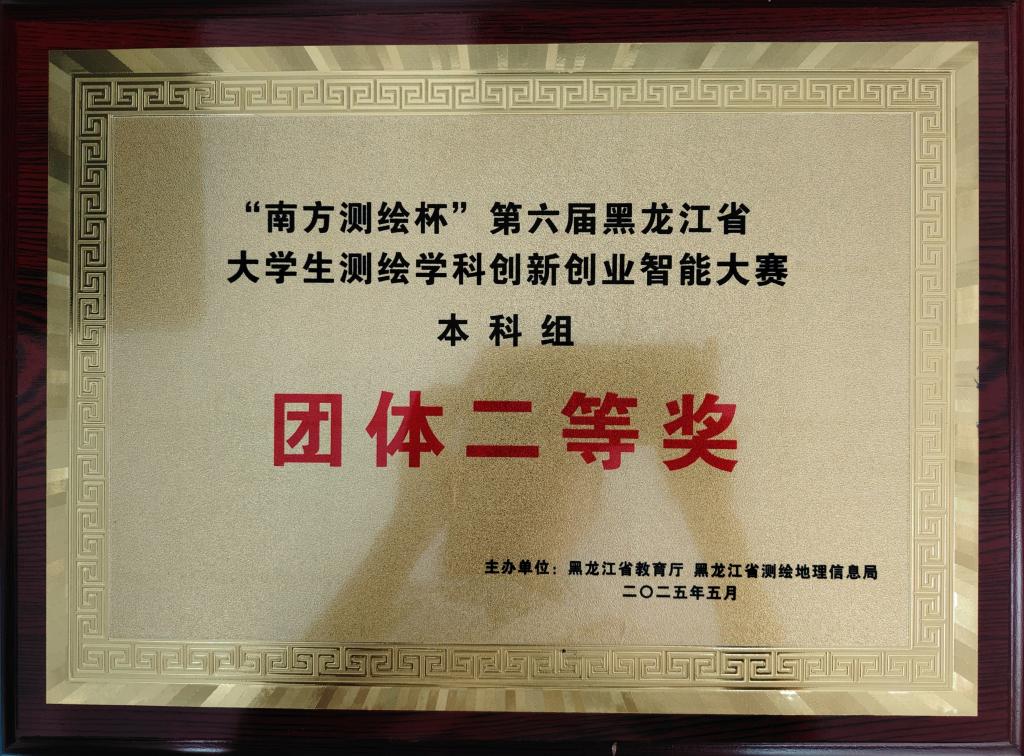 “南方测绘杯”第六届黑龙江省
大学生测绘学科创新创业智能大赛
本科组
团体二等奖
主办单位：黑龙江省教育厅 黑龙江省测绘地理信息局
二〇二五年五月